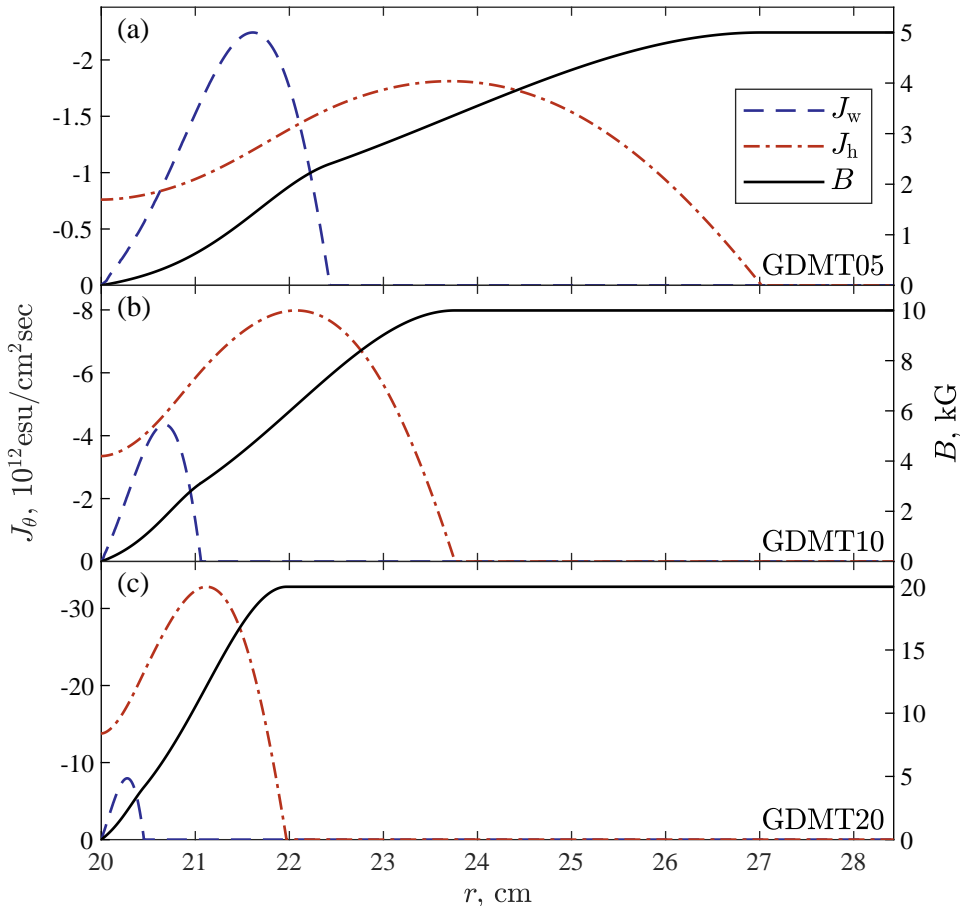 (a)
-2
-1.5
-1
-0.5
0
5
4
3
2
1
0
J_w
J_h
B
GDMT05
(b)
-8
-6
-4
-2
0
10
8
6
4
2
0
GDMT10
(c)
-30
-20
-10
0
20
15
10
5
0
GDMT20
20 21 22 23 24 25 26 27 28
r, cm
J_θ, 10^12 esu/cm^2 sec
B, kG